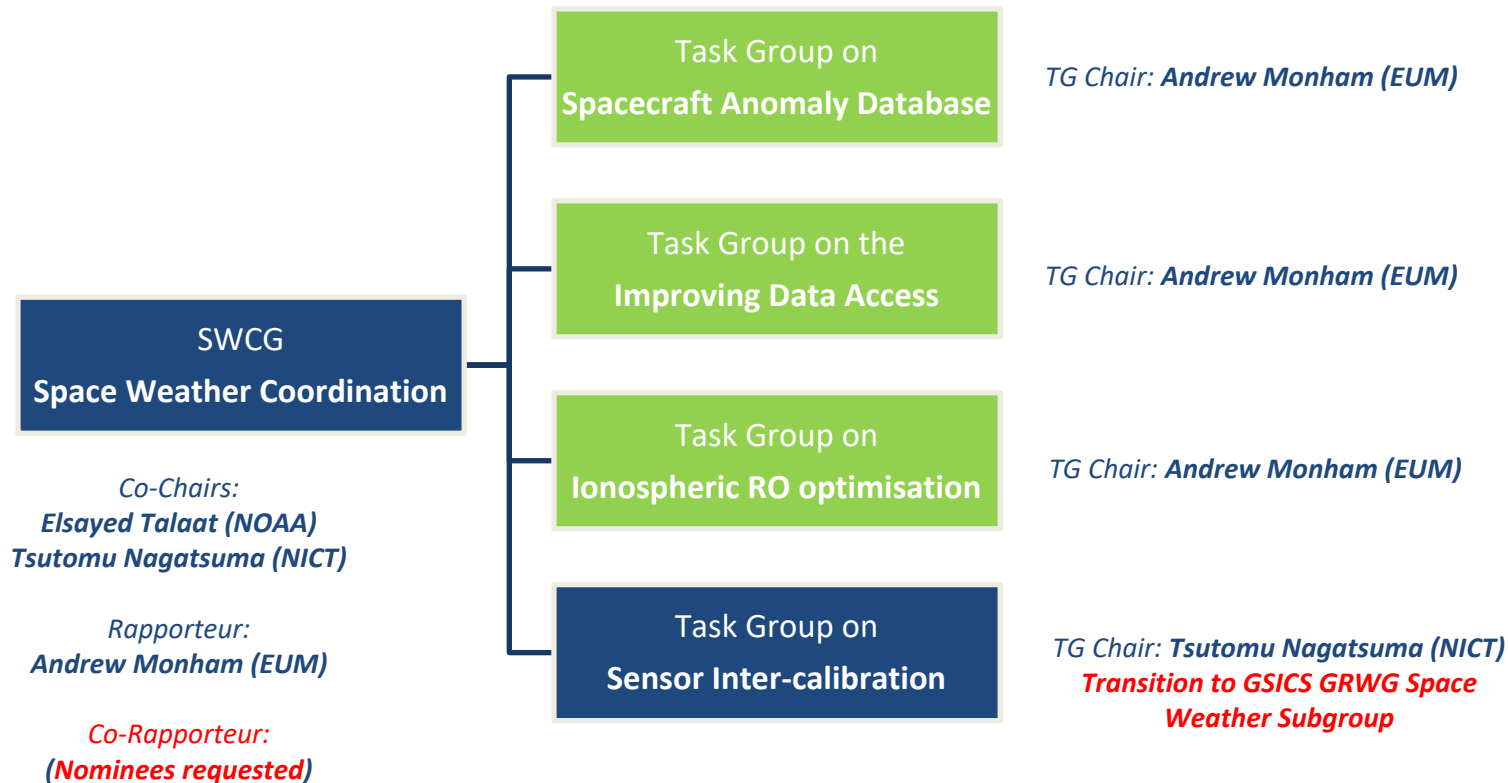 Task Group on
Spacecraft Anomaly Database
TG Chair: Andrew Monham (EUM)
Task Group on the
Improving Data Access
TG Chair: Andrew Monham (EUM)
SWCG
Space Weather Coordination
Task Group on
Ionospheric RO optimisation
TG Chair: Andrew Monham (EUM)
Co-Chairs:
Elsayed Talaat (NOAA)
Tsutomu Nagatsuma (NICT)
Rapporteur:
Andrew Monham (EUM)
Co-Rapporteur:
(Nominees requested)
Task Group on
Sensor Inter-calibration
TG Chair: Tsutomu Nagatsuma (NICT)
Transition to GSICS GRWG Space
Weather Subgroup